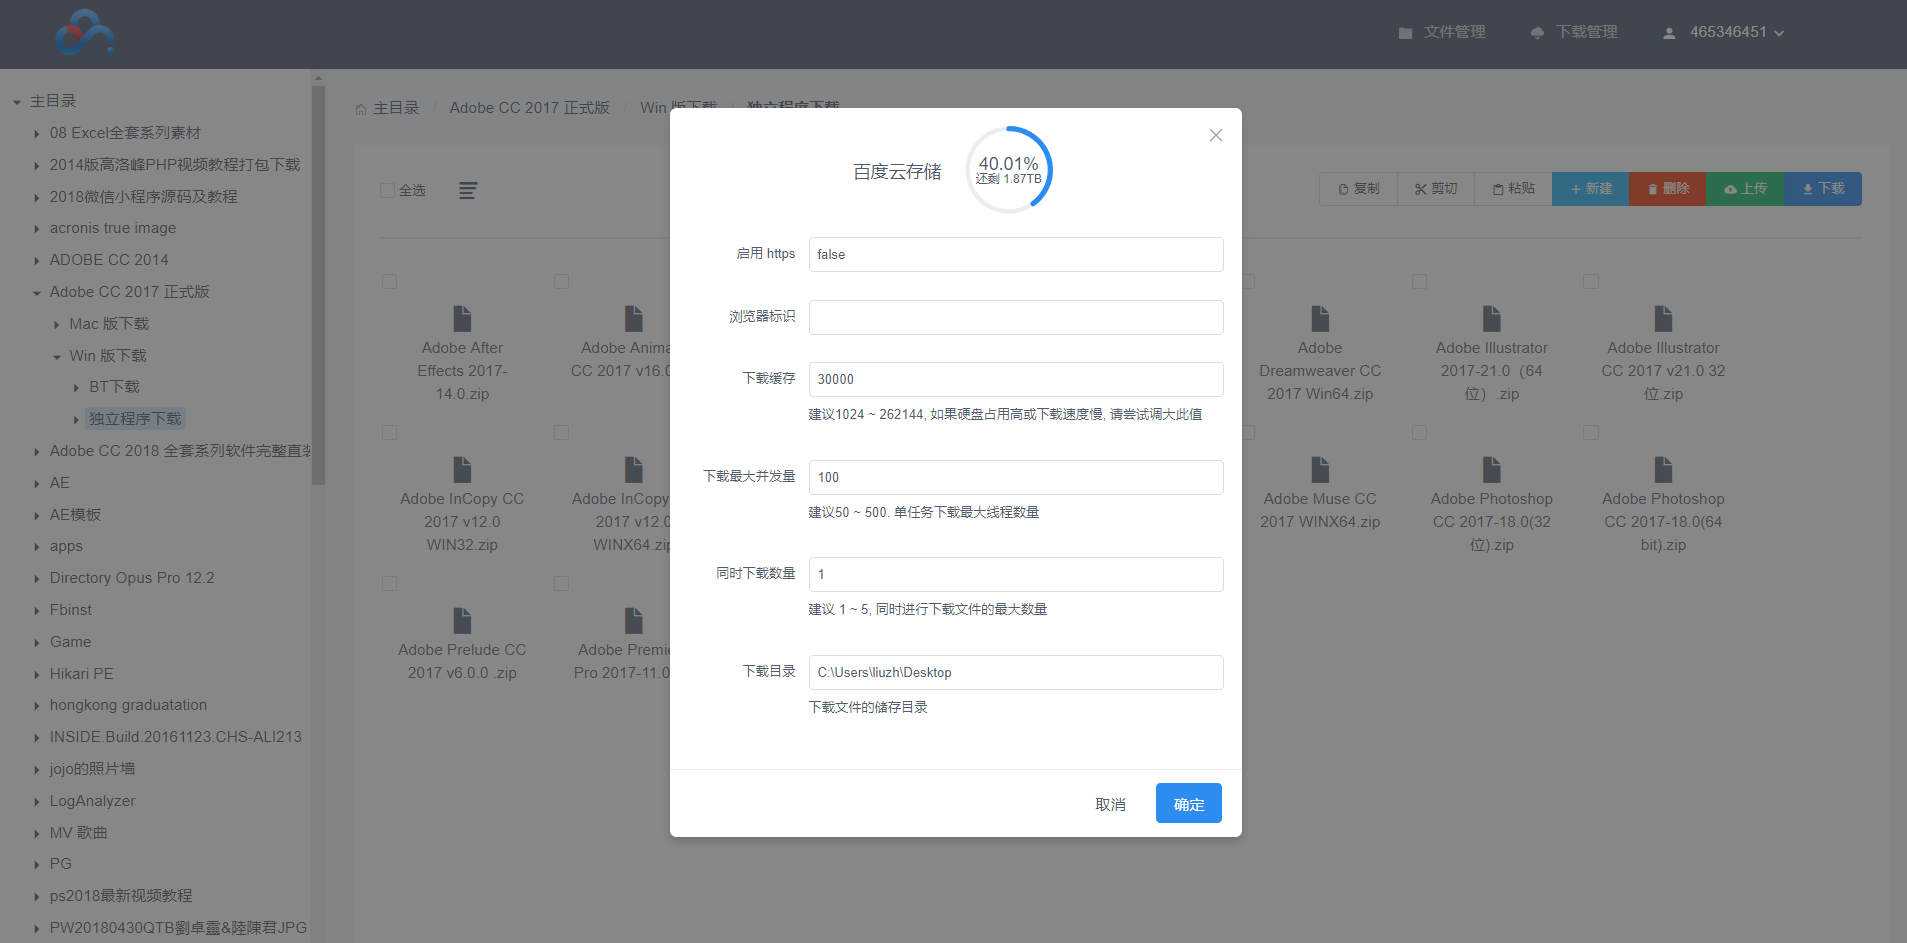 文件管理
下载管理
465346451
主目录
08 Excel全套系列素材
2014版高洛峰PHP视频教程打包下载
2018微信小程序源码及教程
acronis true image
ADOBE CC 2014
Adobe CC 2017 正式版
Mac 版下载
Win 版下载
BT下载
独立程序下载
Adobe CC 2018 全套系列软件完整直装
AE
AE模板
apps
Directory Opus Pro 12.2
Fbinst
Game
Hikari PE
hongkong graduatation
INSIDE.Build.20161123.CHS-ALI213
jojo的照片墙
LogAnalyzer
MV 歌曲
PG
ps2018最新视频教程
PW20180430QTB劉卓靈&陸陳君JPG
主目录 / Adobe CC 2017 正式版 / Win 版下载 / 独立程序下载
全选
复制
剪切
粘贴
新建
删除
上传
下载
Adobe After
Effects 2017-
14.0.zip
Adobe Anima
CC 2017 v16.0
Adobe
Dreamweaver CC
2017 Win64.zip
Adobe Illustrator
2017-21.0（64
位）.zip
Adobe Illustrator
CC 2017 v21.0 32
位.zip
Adobe InCopy CC
2017 v12.0
WIN32.zip
Adobe InCopy
2017 v12.0
WINX64.zip
Adobe Muse CC
2017 WINX64.zip
Adobe Photoshop
CC 2017-18.0(32
位).zip
Adobe Photoshop
CC 2017-18.0(64
bit).zip
Adobe Prelude CC
2017 v6.0.0 .zip
Adobe Premie
Pro 2017-11.0
百度云存储
40.01%
还剩 1.87TB
启用 https
false
浏览器标识
下载缓存
30000
建议1024 ~ 262144, 如果硬盘占用高或下载速度慢, 请尝试调大此值
下载最大并发量
100
建议50 ~ 500. 单任务下载最大线程数量
同时下载数量
1
建议 1 ~ 5, 同时进行下载文件的最大数量
下载目录
C:\Users\liuzh\Desktop
下载文件的储存目录
取消
确定